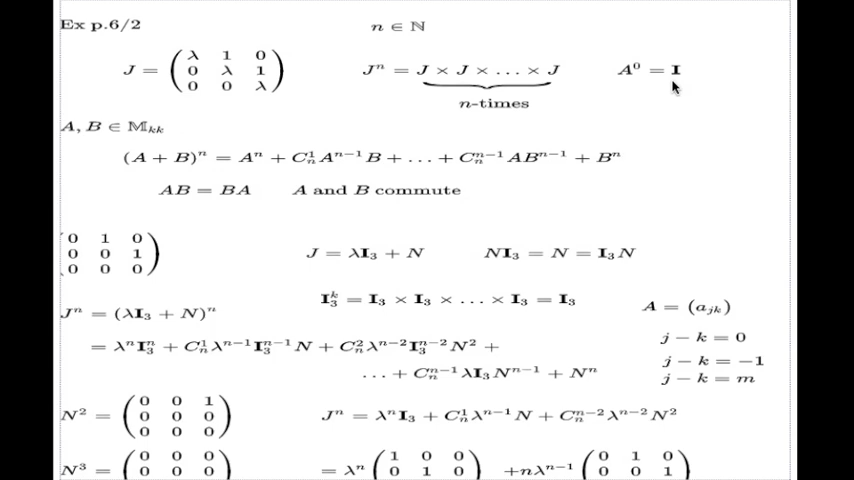 Ex p.6/2 n ∈ ℕ
J = ( λ 1 0 Jⁿ = J × J × … × J A⁰ = I
0 λ 1
0 0 λ )
n-times
A, B ∈ 𝕄ₖₖ
(A + B)ⁿ = Aⁿ + C¹ₙAⁿ⁻¹B + … + Cⁿ⁻¹ₙABⁿ⁻¹ + Bⁿ
AB = BA A and B commute
0 1 0
0 0 1 ) J = λI₃ + N NI₃ = N = I₃N
0 0 0
I₃ᵏ = I₃ × I₃ × … × I₃ = I₃ A = (aⱼₖ)
Jⁿ = (λI₃ + N)ⁿ j − k = 0
= λⁿI₃ⁿ + C¹ₙλⁿ⁻¹I₃ⁿ⁻¹N + C²ₙλⁿ⁻²I₃ⁿ⁻²N² + j − k = −1
… + Cⁿ⁻¹ₙλI₃Nⁿ⁻¹ + Nⁿ j − k = m
N² = ( 0 0 1 Jⁿ = λⁿI₃ + C¹ₙλⁿ⁻¹N + Cₙⁿ⁻²λⁿ⁻²N²
0 0 0
0 0 0 )
N³ = ( 0 0 0 = λⁿ ( 1 0 0 +nλⁿ⁻¹ ( 0 1 0
0 0 0 0 1 0 0 0 1